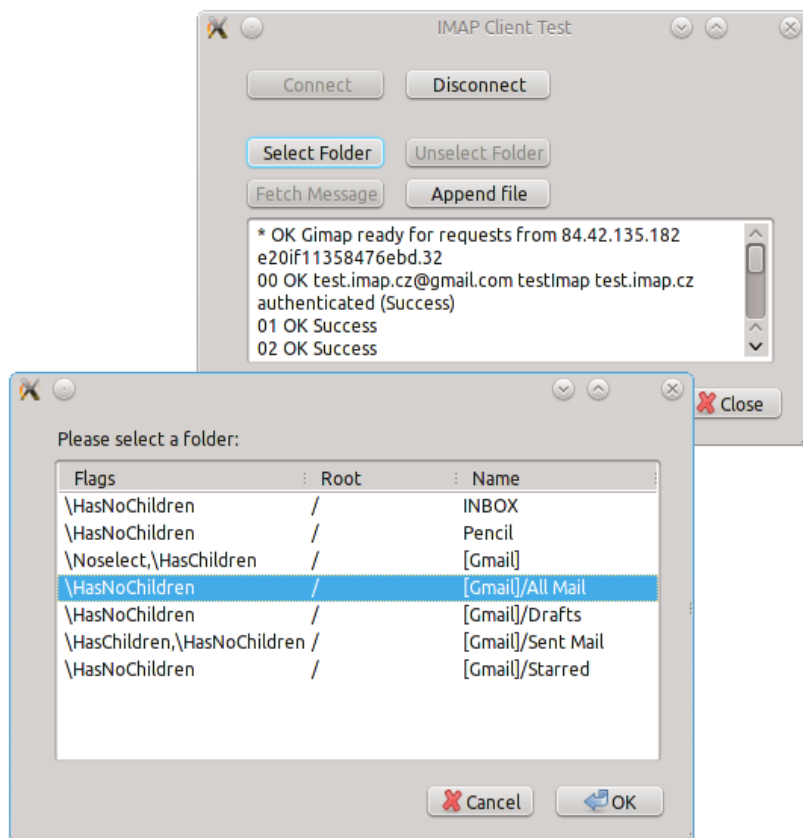 IMAP Client Test
Connect Disconnect
Select Folder Unselect Folder
Fetch Message Append file
* OK Gimap ready for requests from 84.42.135.182
e20if11358476ebd.32
00 OK test.imap.cz@gmail.com testImap test.imap.cz
authenticated (Success)
01 OK Success
02 OK Success
Close
Please select a folder:
Flags Root Name
\HasNoChildren / INBOX
\HasNoChildren / Pencil
\Noselect,\HasChildren / [Gmail]
\HasNoChildren / [Gmail]/All Mail
\HasNoChildren / [Gmail]/Drafts
\HasChildren,\HasNoChildren / [Gmail]/Sent Mail
\HasNoChildren / [Gmail]/Starred
Cancel OK